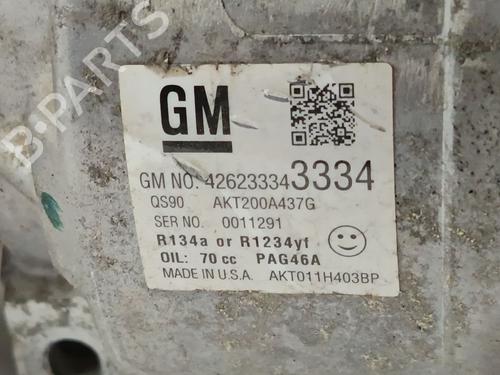 B-PARTS
GM
GM NO. 42623334 3334
QS90 AKT200A437G
SER NO. 0011291
R134a or R1234yf
OIL: 70 cc PAG46A
MADE IN U.S.A. AKT011H403BP